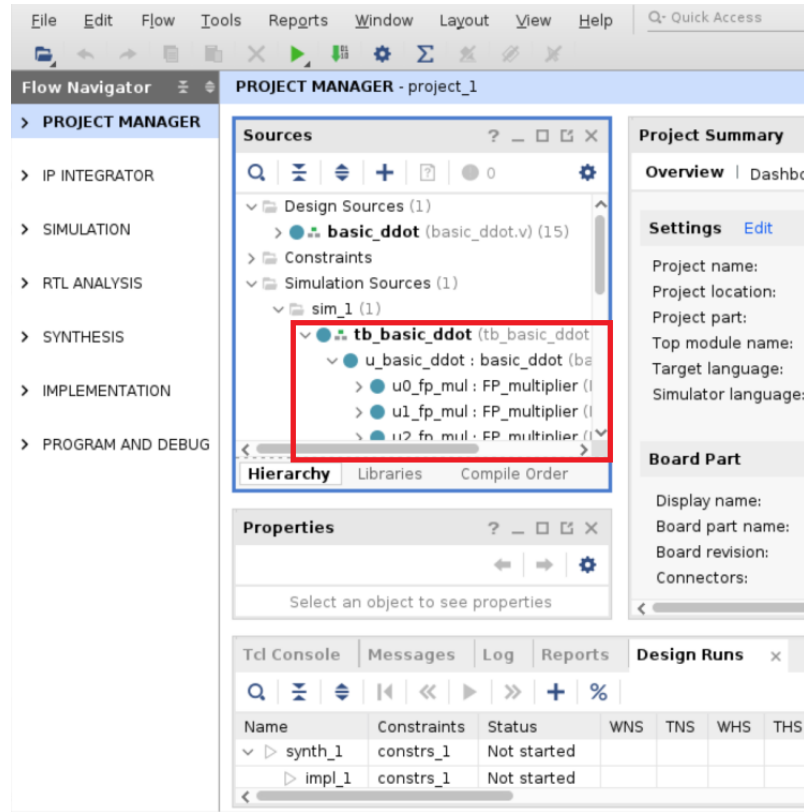 File Edit Flow Tools Reports Window Layout View Help Quick Access
Flow Navigator
PROJECT MANAGER - project_1
PROJECT MANAGER
IP INTEGRATOR
SIMULATION
RTL ANALYSIS
SYNTHESIS
IMPLEMENTATION
PROGRAM AND DEBUG
Sources
0
Design Sources (1)
basic_ddot (basic_ddot.v) (15)
Constraints
Simulation Sources (1)
sim_1 (1)
tb_basic_ddot (tb_basic_ddot
u_basic_ddot : basic_ddot (ba
u0_fp_mul : FP_multiplier (
u1_fp_mul : FP_multiplier (
u2_fp_mul : FP_multiplier (
Hierarchy Libraries Compile Order
Properties
Select an object to see properties
Project Summary
Overview | Dashbo
Settings Edit
Project name:
Project location:
Project part:
Top module name:
Target language:
Simulator language:
Board Part
Display name:
Board part name:
Board revision:
Connectors:
Tcl Console Messages Log Reports Design Runs
Name Constraints Status WNS TNS WHS THS
synth_1 constrs_1 Not started
impl_1 constrs_1 Not started